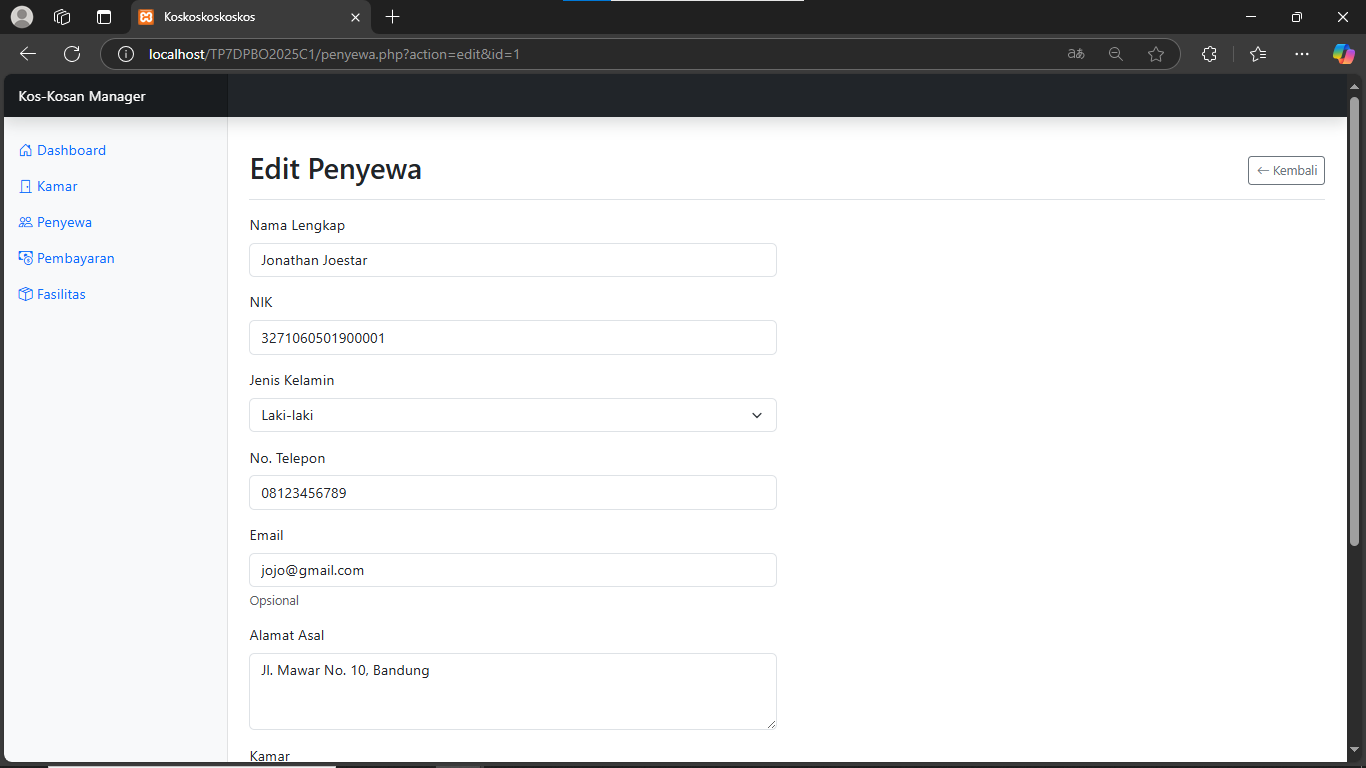 Koskoskoskoskos
localhost/TP7DPBO2025C1/penyewa.php?action=edit&id=1
Kos-Kosan Manager
Dashboard
Kamar
Penyewa
Pembayaran
Fasilitas
Edit Penyewa
Kembali
Nama Lengkap
Jonathan Joestar
NIK
3271060501900001
Jenis Kelamin
Laki-laki
No. Telepon
08123456789
Email
jojo@gmail.com
Opsional
Alamat Asal
Jl. Mawar No. 10, Bandung
Kamar